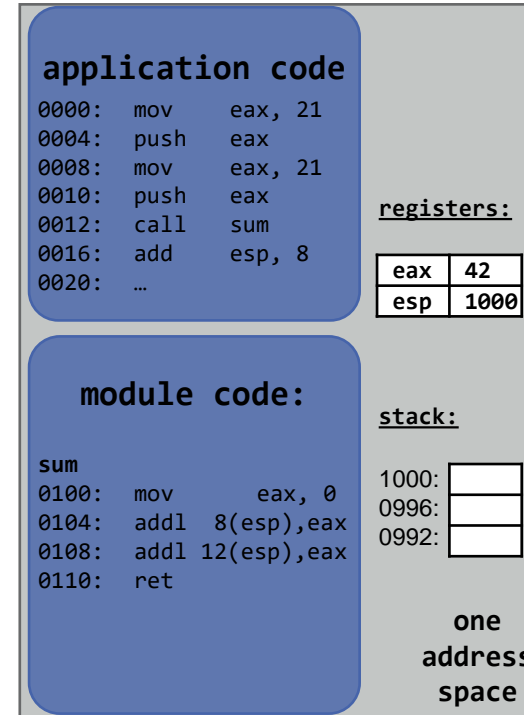 application code
0000: mov eax, 21
0004: push eax
0008: mov eax, 21
0010: push eax
0012: call sum
0016: add esp, 8
0020: …
registers:
eax 42
esp 1000
module code:
sum
0100: mov eax, 0
0104: addl 8(esp),eax
0108: addl 12(esp),eax
0110: ret
stack:
1000:
0996:
0992:
one
address
space